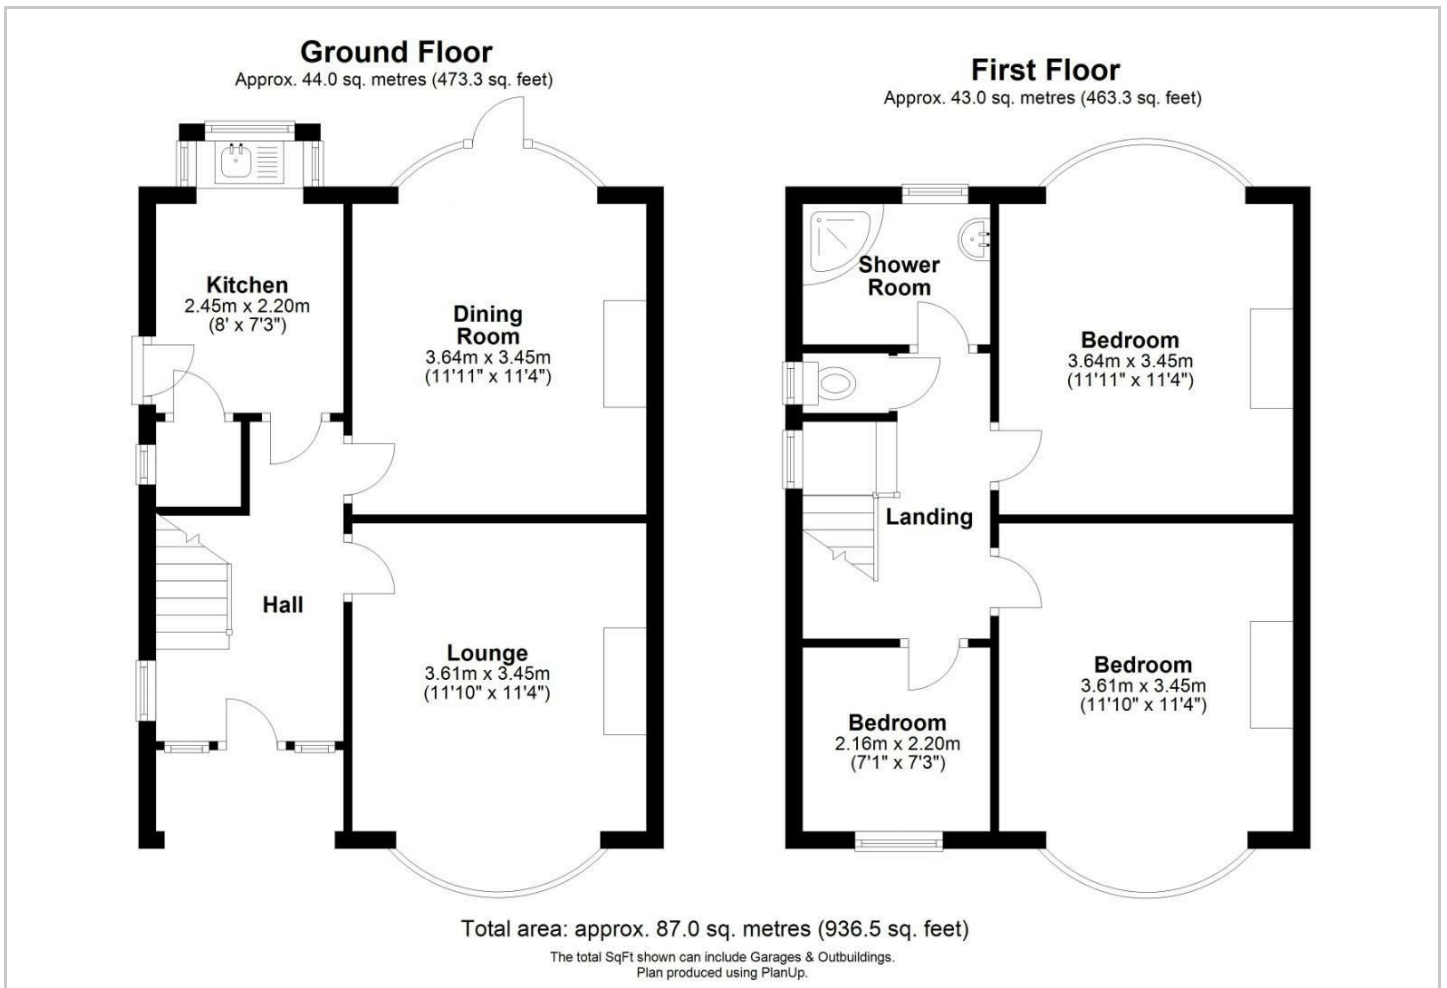 Ground Floor
Approx. 44.0 sq. metres (473.3 sq. feet)
Kitchen
2.45m x 2.20m
(8' x 7'3")
Dining
Room
3.64m x 3.45m
(11'11" x 11'4")
Hall
Lounge
3.61m x 3.45m
(11'10" x 11'4")
First Floor
Approx. 43.0 sq. metres (463.3 sq. feet)
Shower
Room
Bedroom
3.64m x 3.45m
(11'11" x 11'4")
Landing
Bedroom
3.61m x 3.45m
(11'10" x 11'4")
Bedroom
2.16m x 2.20m
(7'1" x 7'3")
Total area: approx. 87.0 sq. metres (936.5 sq. feet)
The total SqFt shown can include Garages & Outbuildings.
Plan produced using PlanUp.